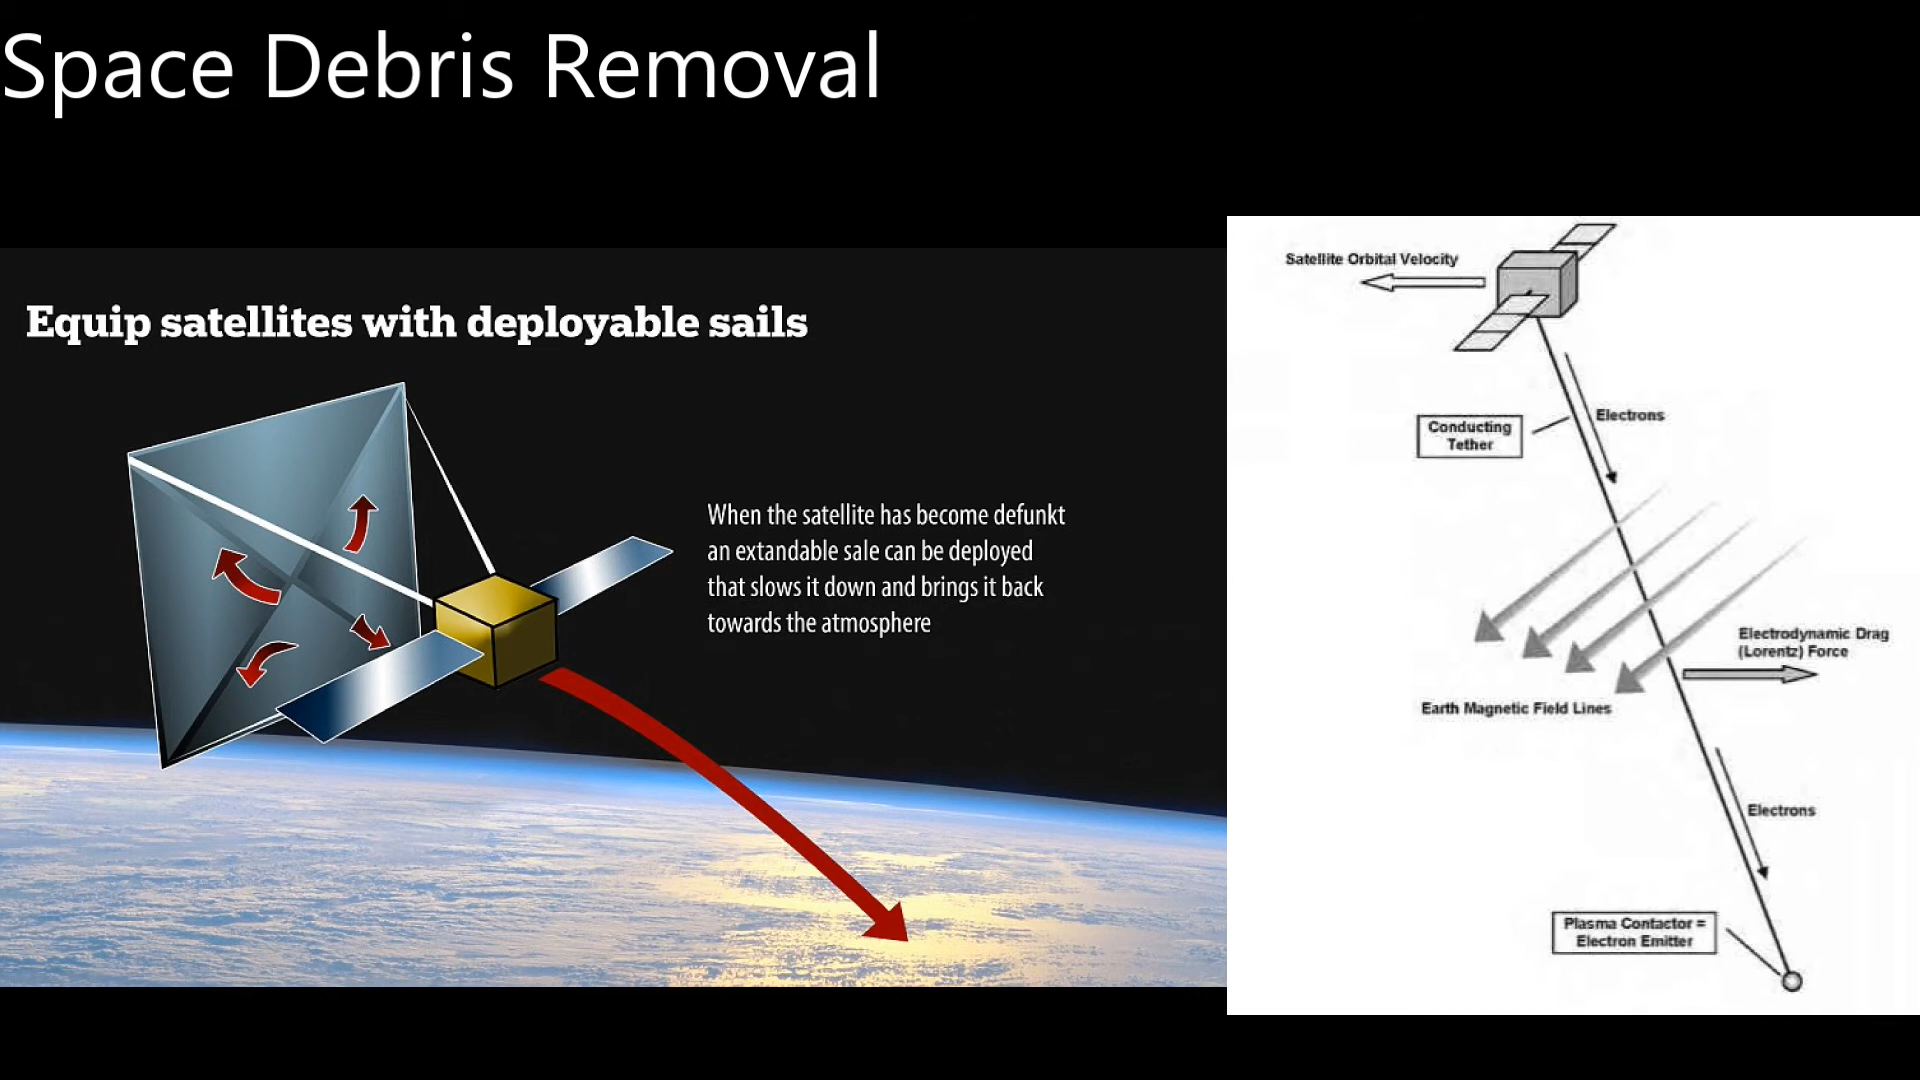 Space Debris Removal
Equip satellites with deployable sails
When the satellite has become defunkt
an extandable sale can be deployed
that slows it down and brings it back
towards the atmosphere
Satellite Orbital Velocity
Electrons
Conducting
Tether
Electrodynamic Drag
(Lorentz) Force
Earth Magnetic Field Lines
Electrons
Plasma Contactor =
Electron Emitter